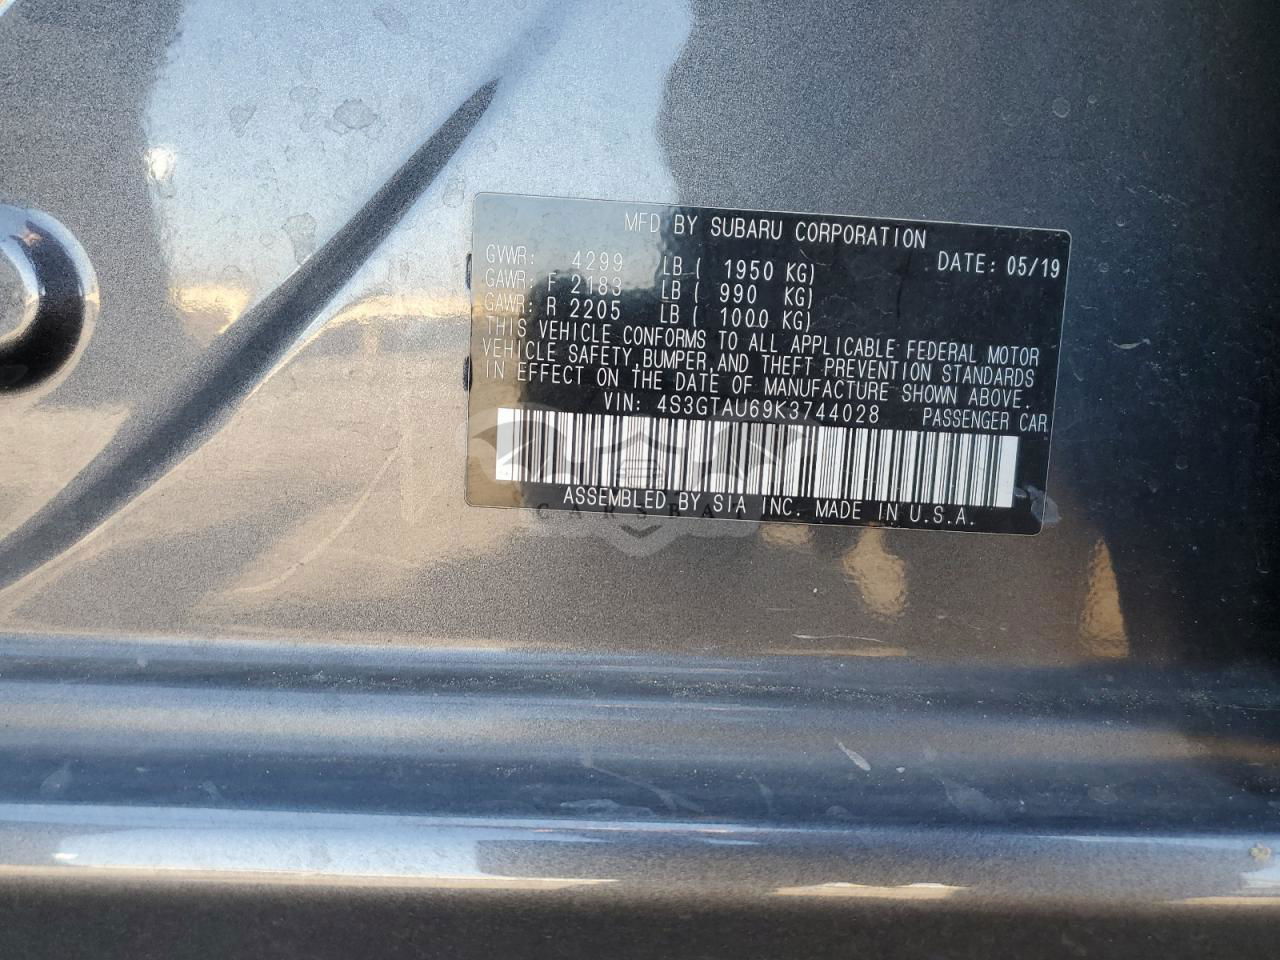 MFD BY SUBARU CORPORATION
GVWR: 4299 LB ( 1950 KG) DATE: 05/19
GAWR: F 2183 LB ( 990 KG)
GAWR: R 2205 LB ( 1000 KG)
THIS VEHICLE CONFORMS TO ALL APPLICABLE FEDERAL MOTOR
VEHICLE SAFETY, BUMPER, AND THEFT PREVENTION STANDARDS
IN EFFECT ON THE DATE OF MANUFACTURE SHOWN ABOVE.
VIN: 4S3GTAU69K3744028 PASSENGER CAR
ASSEMBLED BY SIA INC. MADE IN U.S.A.